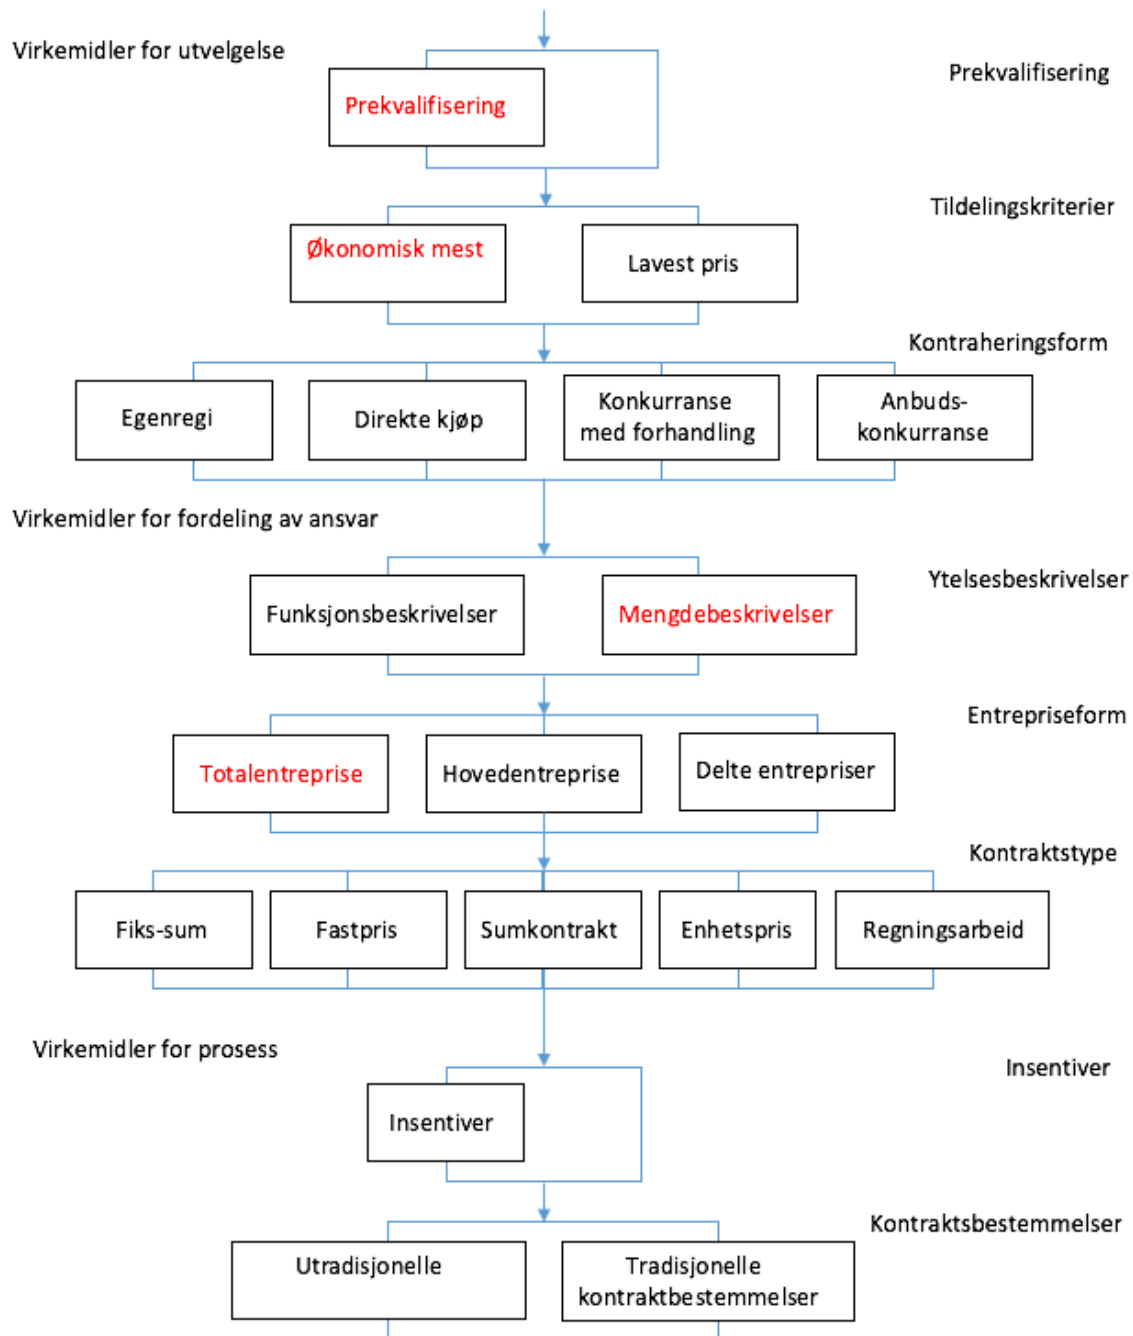 Virkemidler for utvelgelse
Prekvalifisering
Prekvalifisering
Tildelingskriterier
Økonomisk mest
Lavest pris
Kontraheringsform
Egenregi
Direkte kjøp
Konkurranse
med forhandling
Anbuds-
konkurranse
Virkemidler for fordeling av ansvar
Ytelsesbeskrivelser
Funksjonsbeskrivelser
Mengdebeskrivelser
Entrepriseform
Totalentreprise
Hovedentreprise
Delte entrepriser
Kontraktstype
Fiks-sum
Fastpris
Sumkontrakt
Enhetspris
Regningsarbeid
Virkemidler for prosess
Insentiver
Insentiver
Kontraktsbestemmelser
Utradisjonelle
Tradisjonelle
kontraktbestemmelser